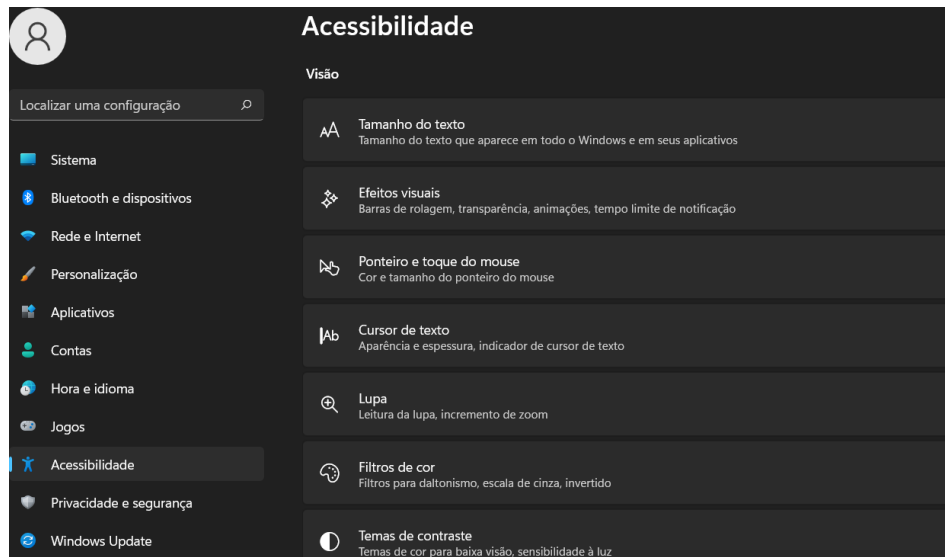 Acessibilidade
Visão
Localizar uma configuração
Sistema
Bluetooth e dispositivos
Rede e Internet
Personalização
Aplicativos
Contas
Hora e idioma
Jogos
Acessibilidade
Privacidade e segurança
Windows Update
Tamanho do texto
Tamanho do texto que aparece em todo o Windows e em seus aplicativos
Efeitos visuais
Barras de rolagem, transparência, animações, tempo limite de notificação
Ponteiro e toque do mouse
Cor e tamanho do ponteiro do mouse
Cursor de texto
Aparência e espessura, indicador de cursor de texto
Lupa
Leitura da lupa, incremento de zoom
Filtros de cor
Filtros para daltonismo, escala de cinza, invertido
Temas de contraste
Temas de cor para baixa visão, sensibilidade à luz